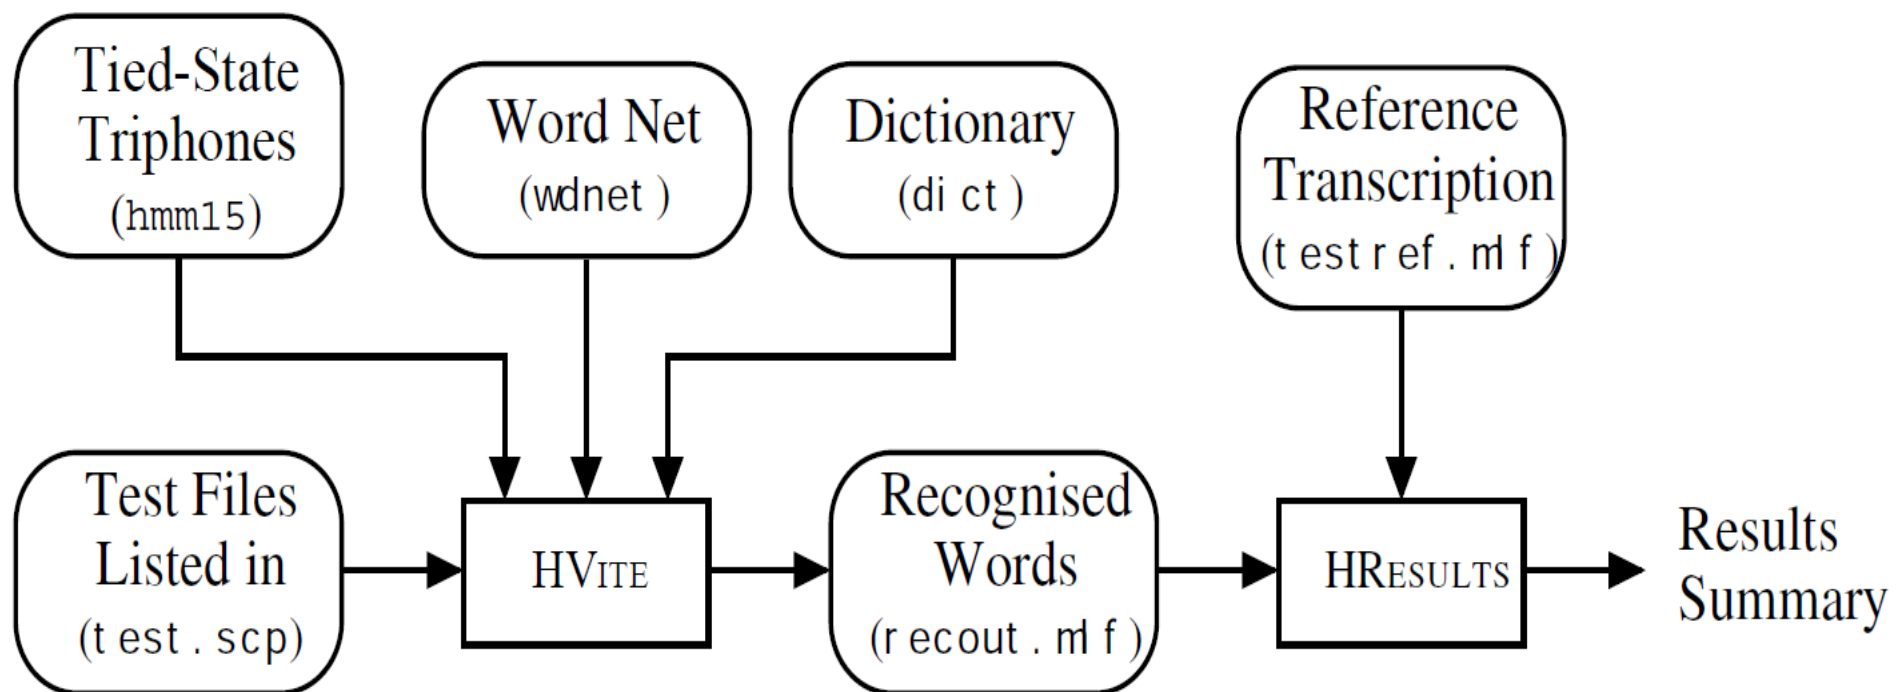 Tied-State
Triphones
(hmm15)
Word Net
(wdnet)
Dictionary
(dict)
Reference
Transcription
(testref.mlf)
Test Files
Listed in
(test.scp)
HVITE
Recognised
Words
(recout.mlf)
HRESULTS
Results
Summary